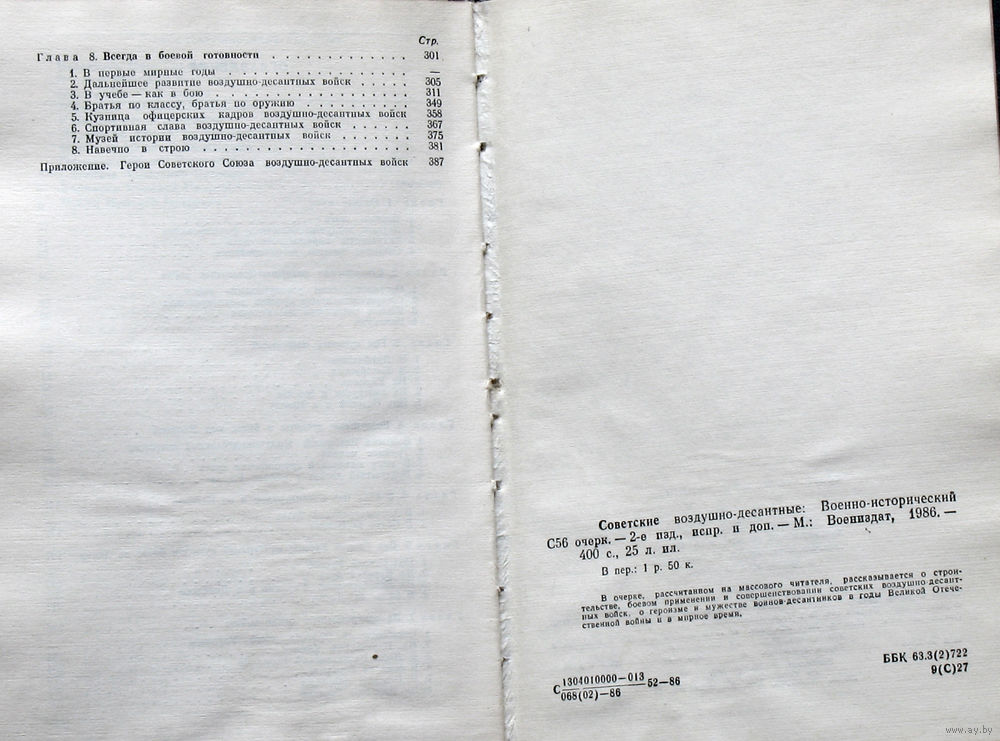 Стр.
Глава 8. Всегда в боевой готовности . . . . . . . . . . . . . 301
1. В первые мирные годы . . . . . . . . . . . . . . . . . —
2. Дальнейшее развитие воздушно-десантных войск . . . . . 305
3. В учебе — как в бою . . . . . . . . . . . . . . . . . . 311
4. Братья по классу, братья по оружию . . . . . . . . . . 349
5. Кузница офицерских кадров воздушно-десантных войск 358
6. Спортивная слава воздушно-десантных войск . . . . . . 367
7. Музей истории воздушно-десантных войск . . . . . . . 375
8. Навечно в строю . . . . . . . . . . . . . . . . . . . . 381
Приложение. Герои Советского Союза воздушно-десантных войск 387
Советские воздушно-десантные: Военно-исторический
С56 очерк. — 2-е изд., испр. и доп. — М.: Воениздат, 1986. —
400 с., 25 л. ил.
В пер.: 1 р. 50 к.
В очерке, рассчитанном на массового читателя, рассказывается о строи-
тельстве, боевом применении и совершенствовании советских воздушно-десант-
ных войск, о героизме и мужестве воинов-десантников в годы Великой Отече-
ственной войны и в мирное время.
С 1304010000—013
068(02)—86 52—86
ББК 63.3(2)722
9(С)27
www.ay.by